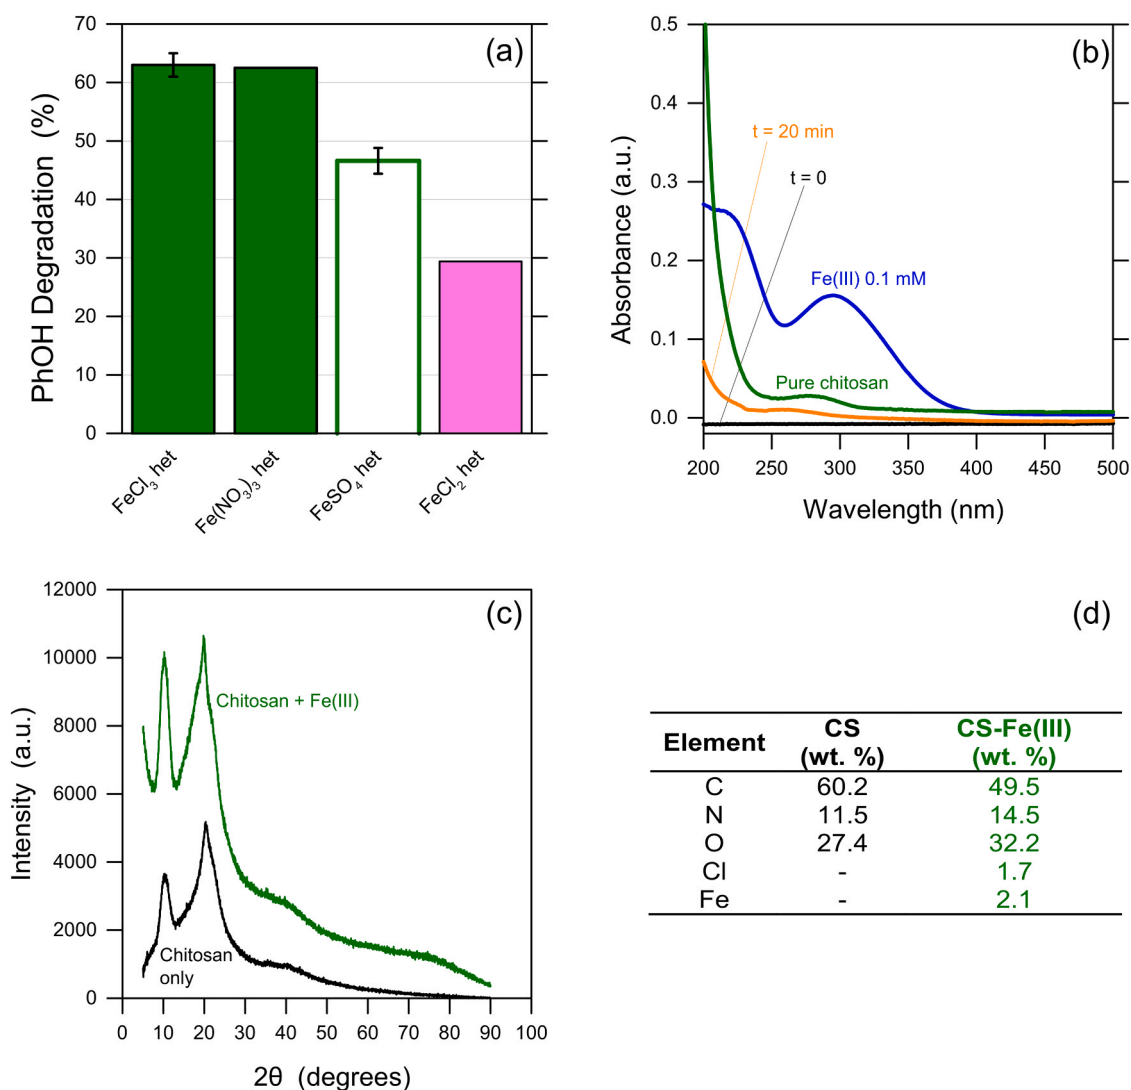 (a)
PhOH Degradation (%)
70
60
50
40
30
20
10
0
FeCl₃ het
Fe(NO₃)₃ het
FeSO₄ het
FeCl₂ het
(b)
Absorbance (a.u.)
0.5
0.4
0.3
0.2
0.1
0.0
t = 20 min
t = 0
Fe(III) 0.1 mM
Pure chitosan
200 250 300 350 400 450 500
Wavelength (nm)
(c)
Intensity (a.u.)
12000
10000
8000
6000
4000
2000
0
Chitosan + Fe(III)
Chitosan
only
0 10 20 30 40 50 60 70 80 90 100
2θ (degrees)
(d)
Element CS (wt. %) CS-Fe(III) (wt. %)
C 60.2 49.5
N 11.5 14.5
O 27.4 32.2
Cl - 1.7
Fe - 2.1